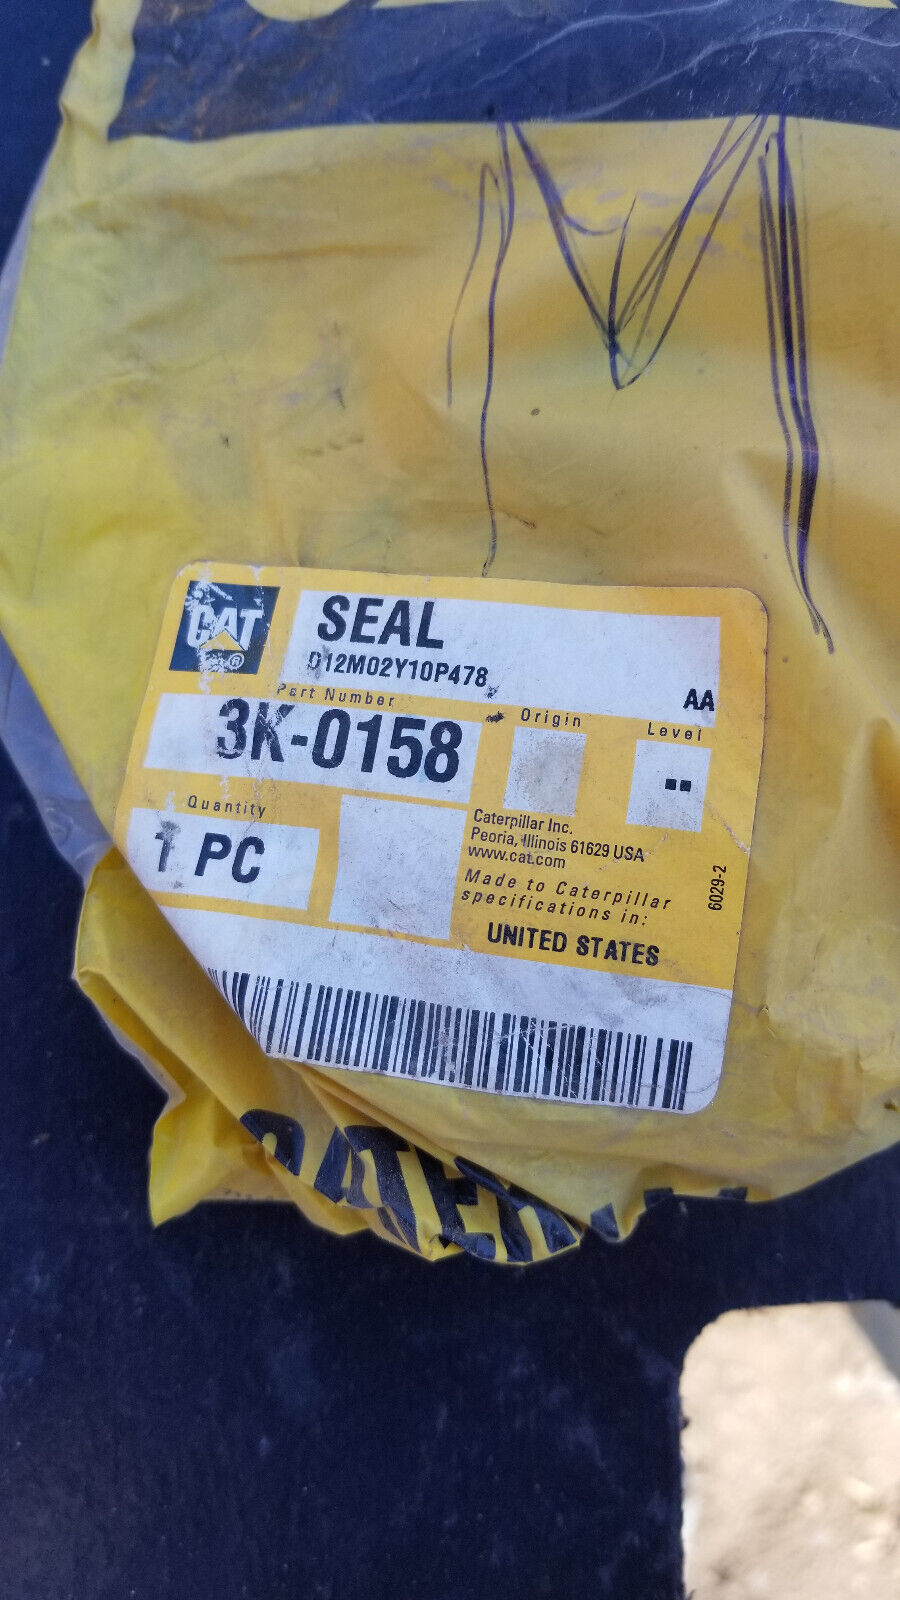 M
CAT
®
SEAL
D12M02Y10P478
AA
Part Number
3K-0158
Origin
Level
--
Quantity
1 PC
Caterpillar Inc.
Peoria, Illinois 61629 USA
www.cat.com
Made to Caterpillar
specifications in:
UNITED STATES
6029-2